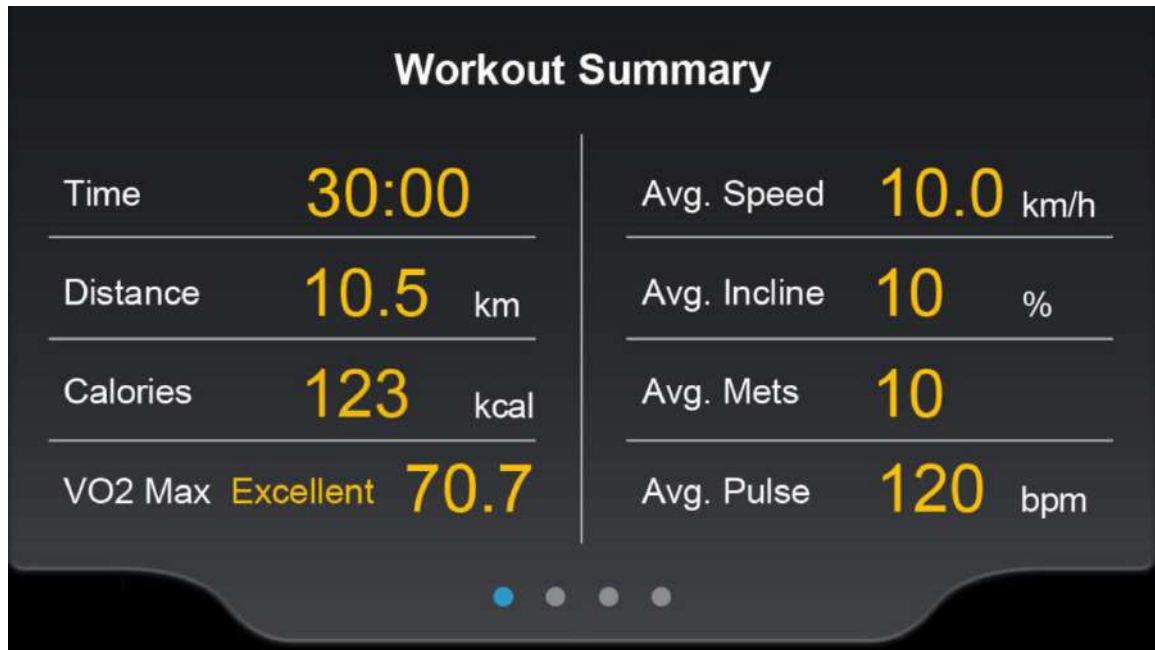 Workout Summary
Time 30:00
Distance 10.5 km
Calories 123 kcal
VO2 Max Excellent 70.7
Avg. Speed 10.0 km/h
Avg. Incline 10 %
Avg. Mets 10
Avg. Pulse 120 bpm